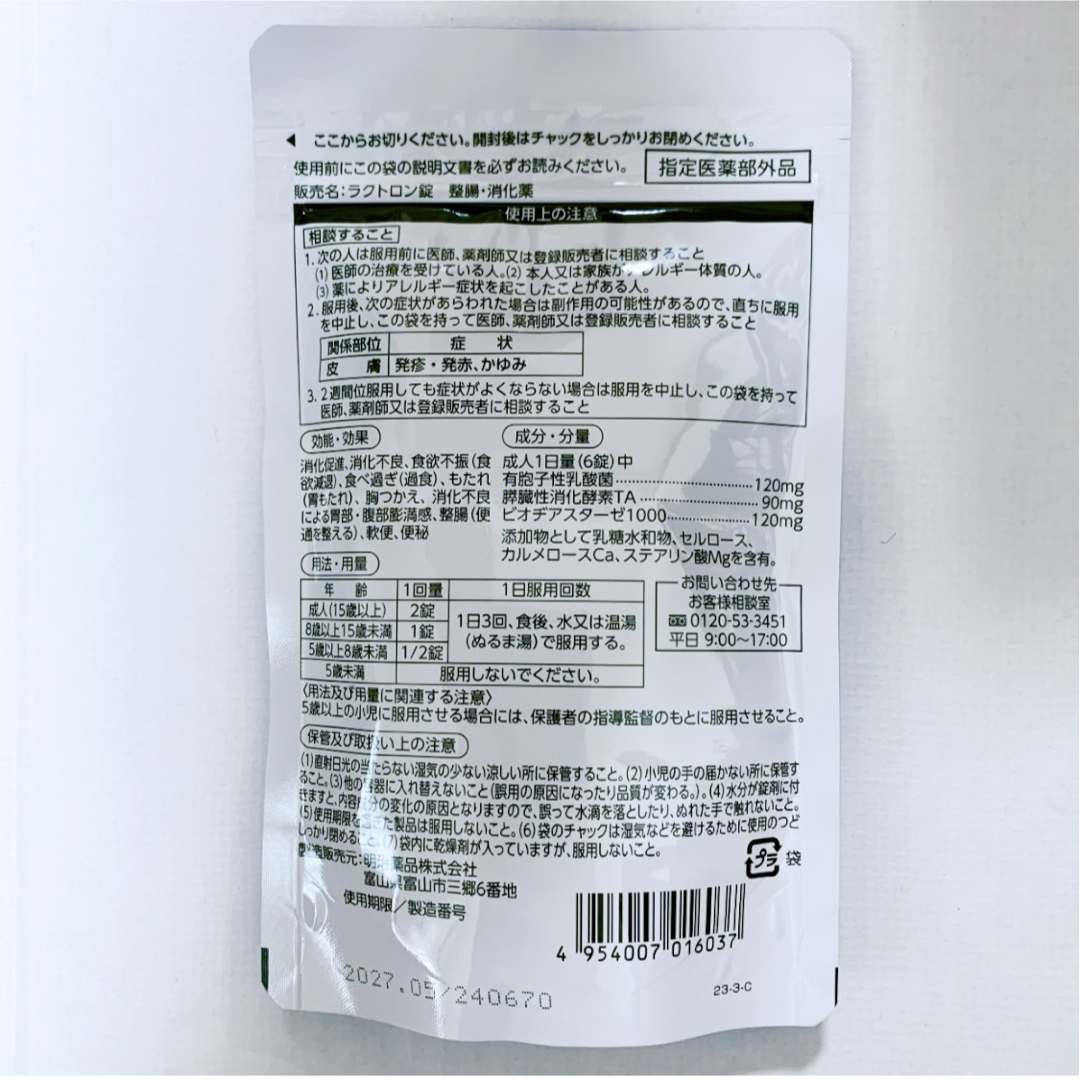 ここからお切りください。開封後はチャックをしっかりお閉めください。
使用前にこの袋の説明文書を必ずお読みください。
指定医薬部外品
販売名:ラクトロン錠 整腸・消化薬
使用上の注意
相談すること
1. 次の人は服用前に医師、薬剤師又は登録販売者に相談すること
(1) 医師の治療を受けている人。(2) 本人又は家族がアレルギー体質の人。
(3) 薬によりアレルギー症状を起こしたことがある人。
2. 服用後、次の症状があらわれた場合は副作用の可能性があるので、直ちに服用
を中止し、この袋を持って医師、薬剤師又は登録販売者に相談すること
関係部位 症状
皮膚 発疹・発赤、かゆみ
3. 2週間位服用しても症状がよくならない場合は服用を中止し、この袋を持って
医師、薬剤師又は登録販売者に相談すること
効能・効果
消化促進、消化不良、食欲不振(食
欲減退)、食べ過ぎ(過食)、もたれ
(胃もたれ)、胸つかえ、消化不良
による胃部・腹部膨満感、整腸(便
通を整える)、軟便、便秘
成分・分量
成人1日量(6錠)中
有胞子性乳酸菌 120mg
膵臓性消化酵素TA 90mg
ビオヂアスターゼ1000 120mg
添加物として乳糖水和物、セルロース、
カルメロースCa、ステアリン酸Mgを含有。
用法・用量
年齢 1回量 1日服用回数
成人(15歳以上) 2錠
8歳以上15歳未満 1錠
5歳以上8歳未満 1/2錠
1日3回、食後、水又は温湯
(ぬるま湯)で服用する。
5歳未満 服用しないでください。
お問い合わせ先
お客様相談室
0120-53-3451
平日 9:00~17:00
〈用法及び用量に関連する注意〉
5歳以上の小児に服用させる場合には、保護者の指導監督のもとに服用させること。
保管及び取扱い上の注意
(1)直射日光の当たらない湿気の少ない涼しい所に保管すること。(2)小児の手の届かない所に保管す
ること。(3)他の容器に入れ替えないこと(誤用の原因になったり品質が変わる。)。(4)水分が錠剤に付
きますと、内容成分の変化の原因となりますので、誤って水滴を落としたり、ぬれた手で触れないこと。
(5)使用期限を過ぎた製品は服用しないこと。(6)袋のチャックは湿気などを避けるために使用のつど
しっかり閉めること。(7)袋内に乾燥剤が入っていますが、服用しないこと。
製造販売元:明治薬品株式会社
富山県富山市三郷6番地
プラ 袋
使用期限/製造番号
4 954007 016037
2027.05/240670
23-3-C